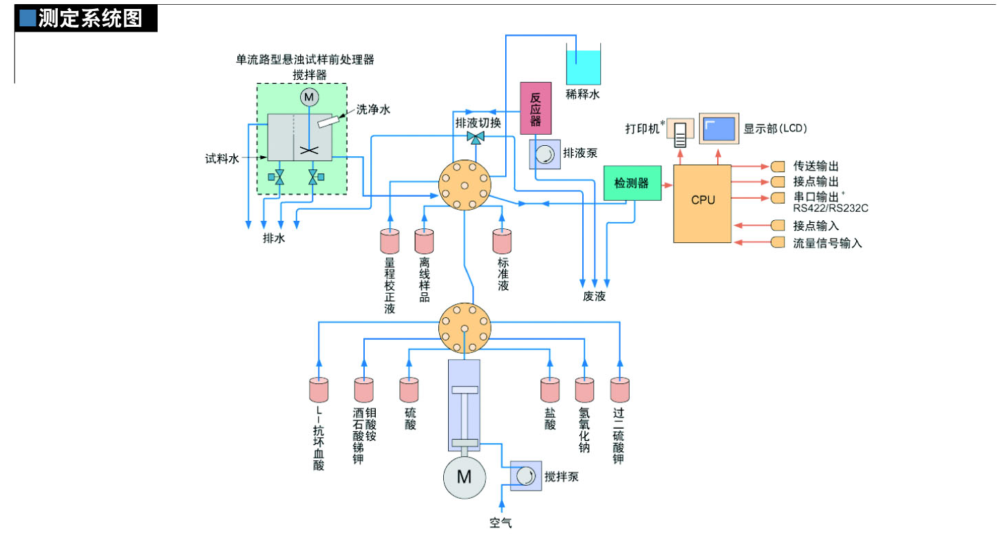 测定系统图
单流路型悬浊试样前处理器
搅拌器
M
洗净水
试料水
排水
排液切换
反应器
稀释水
排液泵
检测器
打印机*
显示部(LCD)
CPU
传送输出
接点输出
串口输出*
RS422/RS232C
接点输入
流量信号输入
量程校正液
离线样品
标准液
废液
L-抗坏血酸
钼酸铵
酒石酸锑钾
硫酸
盐酸
氢氧化钠
过二硫酸钾
M
搅拌泵
空气